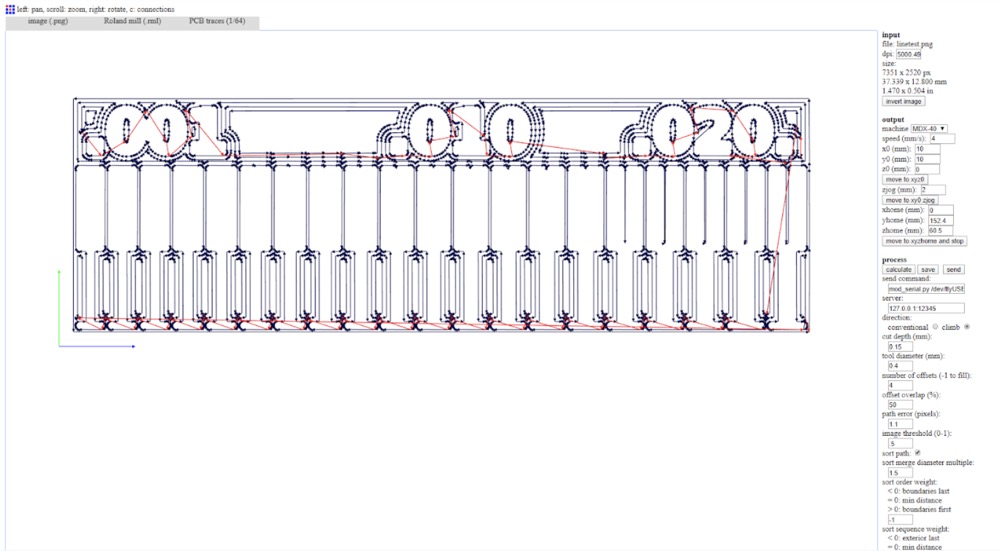 left: pan, scroll: zoom, right: rotate, c: connections
image (.png) Roland mill (.rml) PCB traces (1/64)
input
file: linetest.png
dpi: 5000.49
size:
7351 x 2520 px
37.339 x 12.800 mm
1.470 x 0.504 in
invert image
output
machine MDX-40
speed (mm/s): 4
x0 (mm): 10
y0 (mm): 10
z0 (mm): 0
move to xyz0
zjog (mm): 2
move to xy0 zjog
xhome (mm): 0
yhome (mm): 152.4
zhome (mm): 60.5
move to xyzhome and stop
process
calculate save send
send command:
mod_serial.py /dev/ttyUSE
server:
127.0.0.1:12345
direction:
conventional climb
cut depth (mm):
0.15
tool diameter (mm):
0.4
number of offsets (-1 to fill):
4
offset overlap (%):
50
path error (pixels):
1.1
image threshold (0-1):
.5
sort path:
sort merge diameter multiple:
1.5
sort order weight:
< 0: boundaries last
= 0: min distance
> 0: boundaries first
-1
sort sequence weight:
< 0: exterior last
= 0: min distance